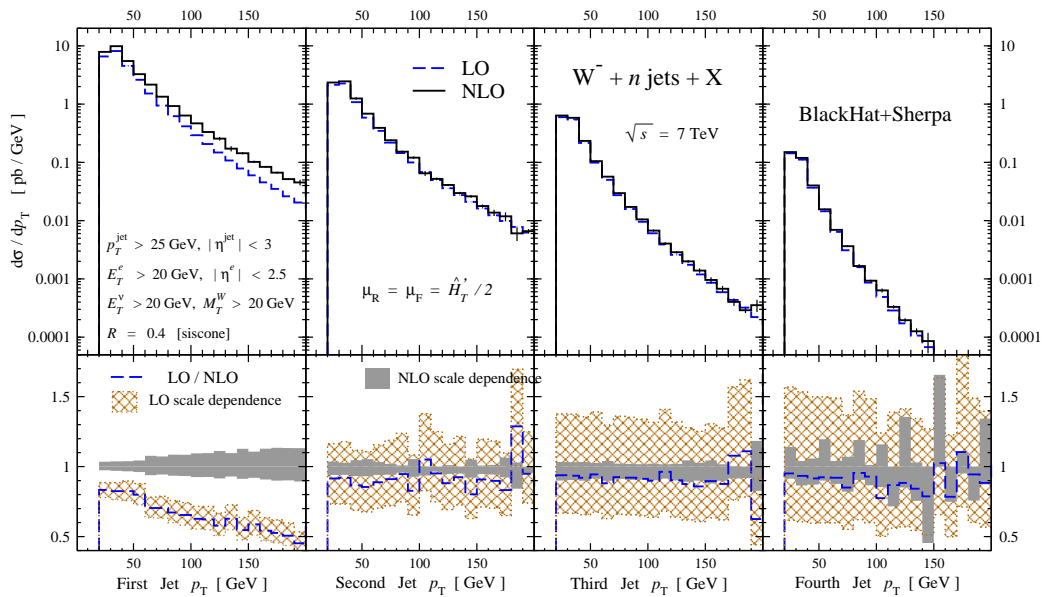 50 100 150 50 100 150 50 100 150 50 100 150
10 10
1 1
0.1 0.1
0.01 0.01
0.001 0.001
0.0001 0.0001
dσ / dp_T [ pb / GeV ]
p_T^jet > 25 GeV, | η^jet | < 3
E_T^e > 20 GeV, | η^e | < 2.5
E_T^ν > 20 GeV, M_T^W > 20 GeV
R = 0.4 [siscone]
LO
NLO
μ_R = μ_F = Ĥ_T' / 2
W^- + n jets + X
√s = 7 TeV
BlackHat+Sherpa
LO / NLO
LO scale dependence
NLO scale dependence
1.5 1.5
1 1
0.5 0.5
50 100 150 50 100 150 50 100 150 50 100 150
First Jet p_T [ GeV ]
Second Jet p_T [ GeV ]
Third Jet p_T [ GeV ]
Fourth Jet p_T [ GeV ]